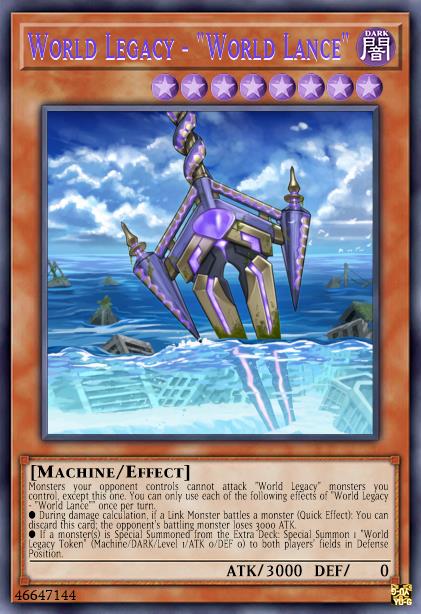 World Legacy - "World Lance"
DARK
闇
[Machine/Effect]
Monsters your opponent controls cannot attack "World Legacy" monsters you
control, except this one. You can only use each of the following effects of "World Legacy
- "World Lance"" once per turn.
● During damage calculation, if a Link Monster battles a monster (Quick Effect): You can
discard this card; the opponent's battling monster loses 3000 ATK.
● If a monster(s) is Special Summoned from the Extra Deck: Special Summon 1 "World
Legacy Token" (Machine/DARK/Level 1/ATK 0/DEF 0) to both players' fields in Defense
Position.
ATK/3000 DEF/ 0
46647144